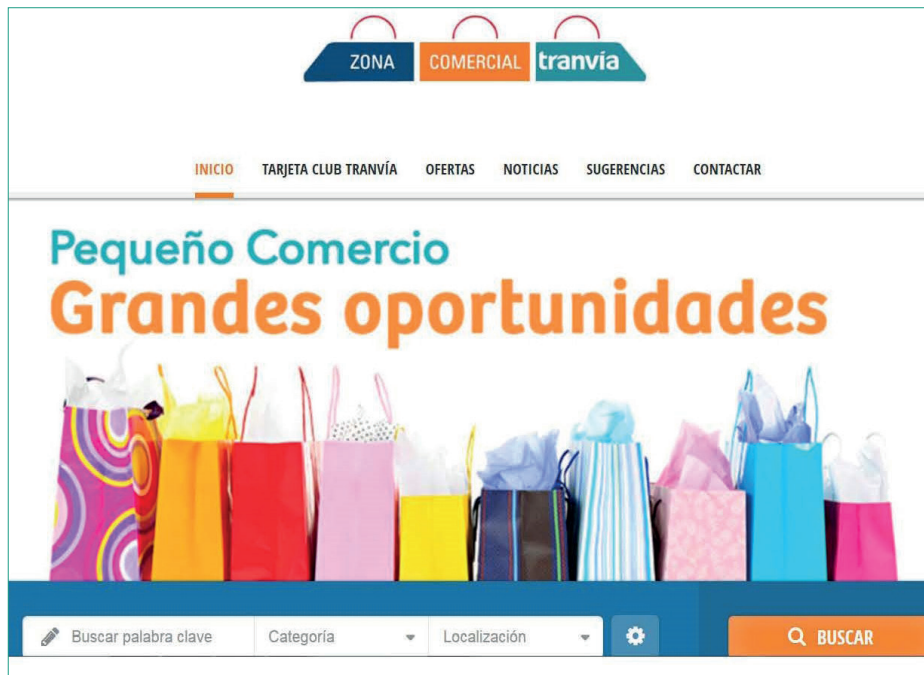 ZONA COMERCIAL tranvía
INICIO TARJETA CLUB TRANVÍA OFERTAS NOTICIAS SUGERENCIAS CONTACTAR
Pequeño Comercio
Grandes oportunidades
Buscar palabra clave Categoría Localización BUSCAR